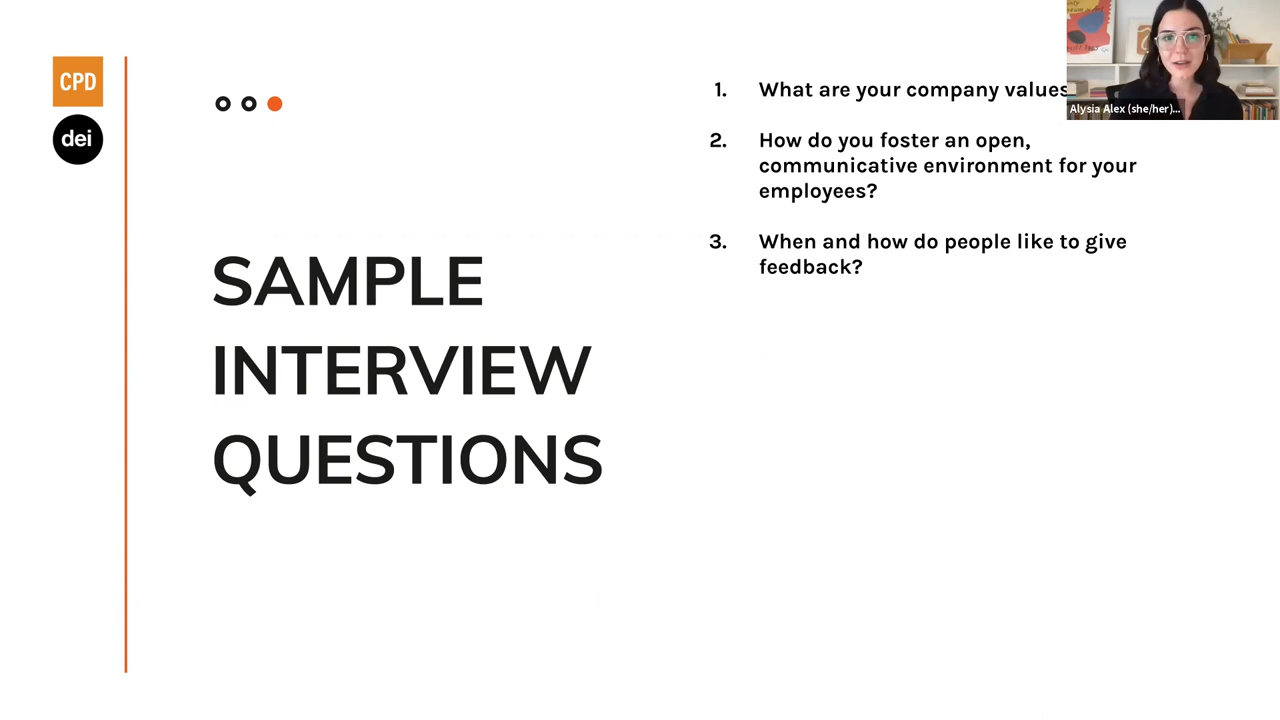 CPD
dei
SAMPLE
INTERVIEW
QUESTIONS
1. What are your company values
2. How do you foster an open,
communicative environment for your
employees?
3. When and how do people like to give
feedback?
Alysia Alex (she/her)...